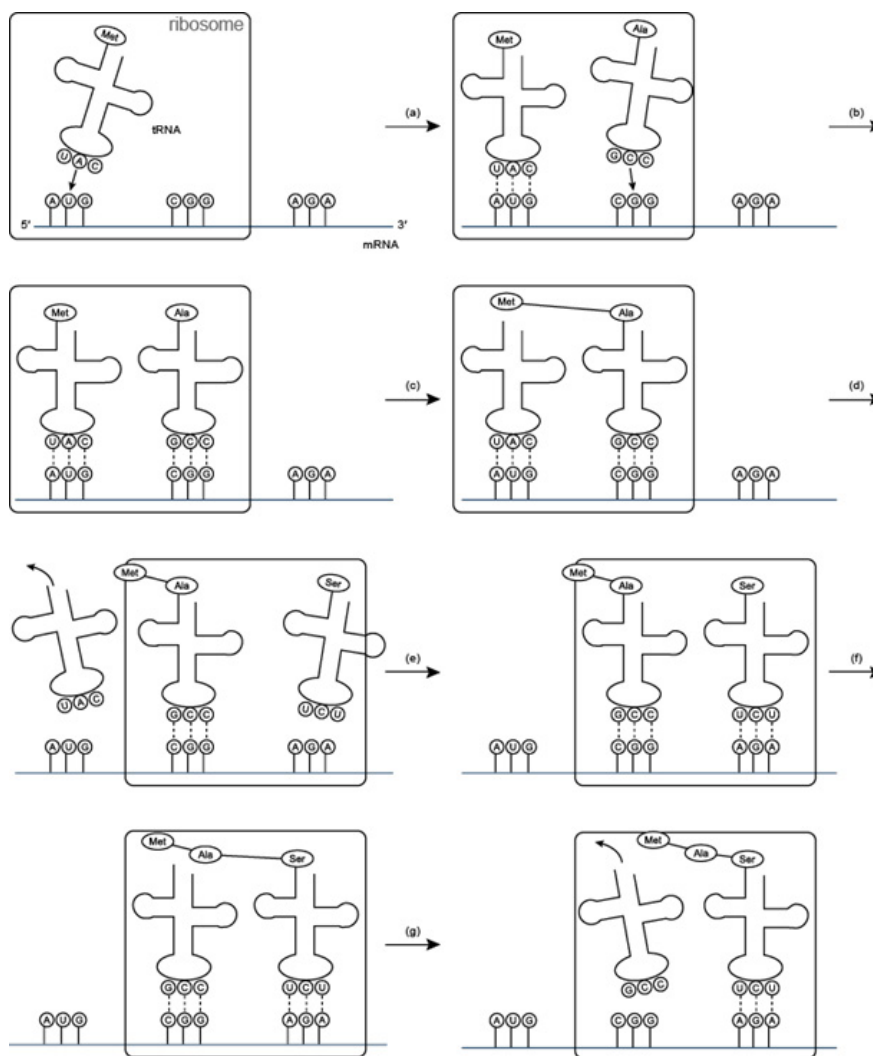 ribosome
Met
tRNA
U A C
A U G C G G A G A
5′ 3′
mRNA
(a)
Met Ala
U A C G C C
A U G C G G A G A
(b)
Met Ala
U A C G C C
A U G C G G A G A
(c)
Met Ala
U A C G C C
A U G C G G A G A
(d)
Met Ala Ser
U A C G C C U C U
A U G C G G A G A
(e)
Met Ala Ser
G C C U C U
A U G C G G A G A
(f)
Met Ala Ser
G C C U C U
A U G C G G A G A
(g)
Met Ala Ser
G C C U C U
A U G C G G A G A